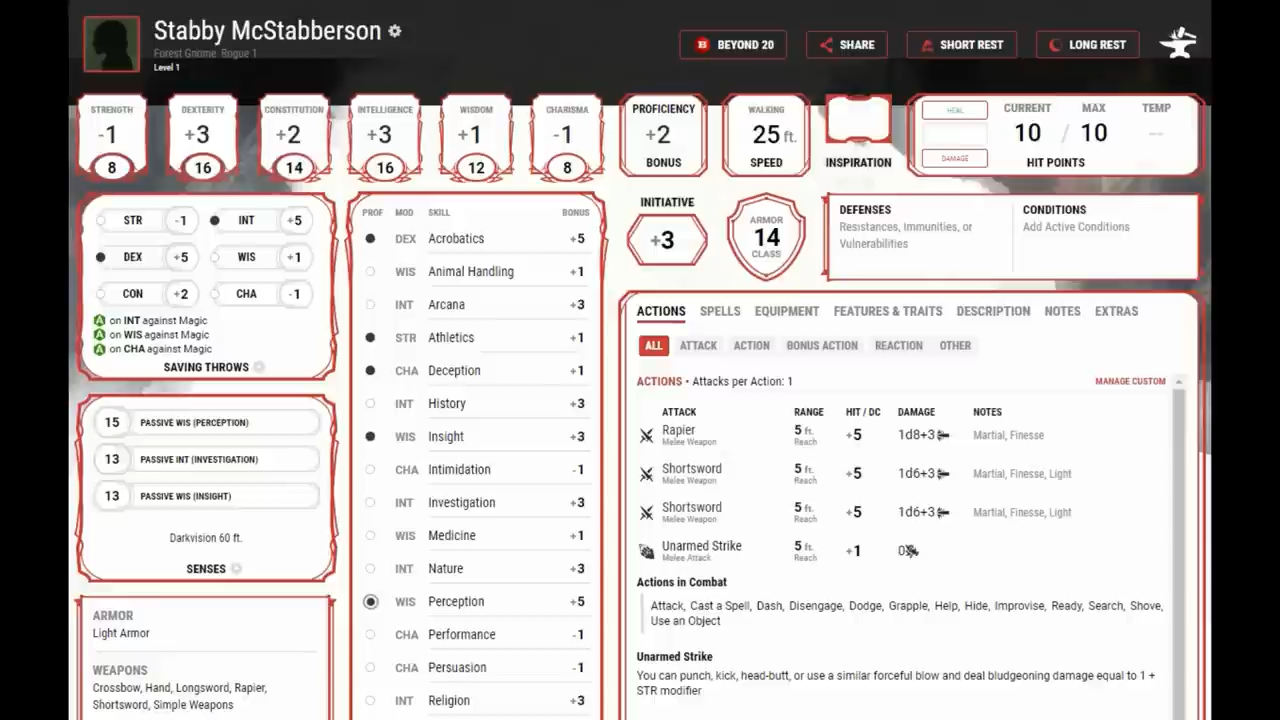 Stabby McStabberson
Forest Gnome Rogue 1
Level 1
BEYOND 20
SHARE
SHORT REST
LONG REST
STRENGTH
-1
8
DEXTERITY
+3
16
CONSTITUTION
+2
14
INTELLIGENCE
+3
16
WISDOM
+1
12
CHARISMA
-1
8
PROFICIENCY
+2
BONUS
WALKING
25 ft.
SPEED
INSPIRATION
HEAL
DAMAGE
CURRENT MAX TEMP
10 / 10 --
HIT POINTS
STR -1 INT +5
DEX +5 WIS +1
CON +2 CHA -1
A on INT against Magic
A on WIS against Magic
A on CHA against Magic
SAVING THROWS
15 PASSIVE WIS (PERCEPTION)
13 PASSIVE INT (INVESTIGATION)
13 PASSIVE WIS (INSIGHT)
Darkvision 60 ft.
SENSES
ARMOR
Light Armor
WEAPONS
Crossbow, Hand, Longsword, Rapier,
Shortsword, Simple Weapons
PROF MOD SKILL BONUS
DEX Acrobatics +5
WIS Animal Handling +1
INT Arcana +3
STR Athletics +1
CHA Deception +1
INT History +3
WIS Insight +3
CHA Intimidation -1
INT Investigation +3
WIS Medicine +1
INT Nature +3
WIS Perception +5
CHA Performance -1
CHA Persuasion -1
INT Religion +3
INITIATIVE
+3
ARMOR
14
CLASS
DEFENSES
Resistances, Immunities, or
Vulnerabilities
CONDITIONS
Add Active Conditions
ACTIONS SPELLS EQUIPMENT FEATURES & TRAITS DESCRIPTION NOTES EXTRAS
ALL ATTACK ACTION BONUS ACTION REACTION OTHER
ACTIONS • Attacks per Action: 1 MANAGE CUSTOM
ATTACK RANGE HIT / DC DAMAGE NOTES
Rapier 5 ft. +5 1d8+3 Martial, Finesse
Melee Weapon Reach
Shortsword 5 ft. +5 1d6+3 Martial, Finesse, Light
Melee Weapon Reach
Shortsword 5 ft. +5 1d6+3 Martial, Finesse, Light
Melee Weapon Reach
Unarmed Strike 5 ft. +1 0
Melee Attack Reach
Actions in Combat
Attack, Cast a Spell, Dash, Disengage, Dodge, Grapple, Help, Hide, Improvise, Ready, Search, Shove,
Use an Object
Unarmed Strike
You can punch, kick, head-butt, or use a similar forceful blow and deal bludgeoning damage equal to 1 +
STR modifier